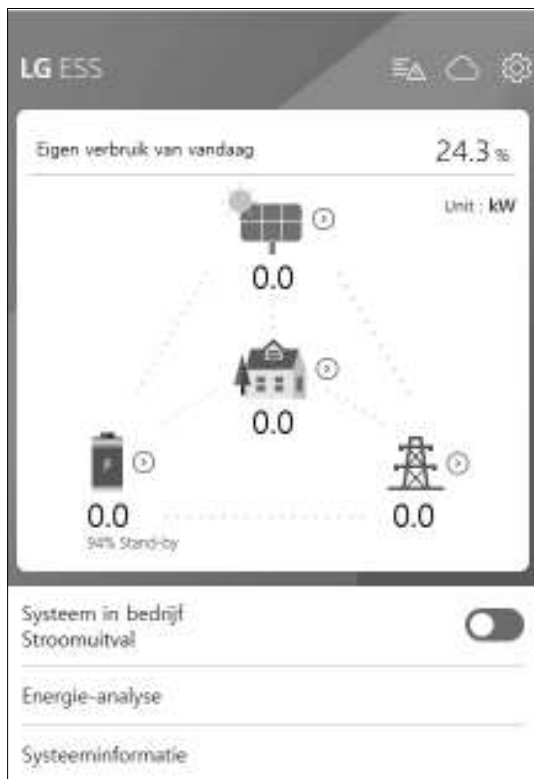 LG ESS
Eigen verbruik van vandaag 24.3 %
Unit : kW
0.0
0.0
0.0 0.0
94% Stand-by
Systeem in bedrijf
Stroomuitval
Energie-analyse
Systeeminformatie